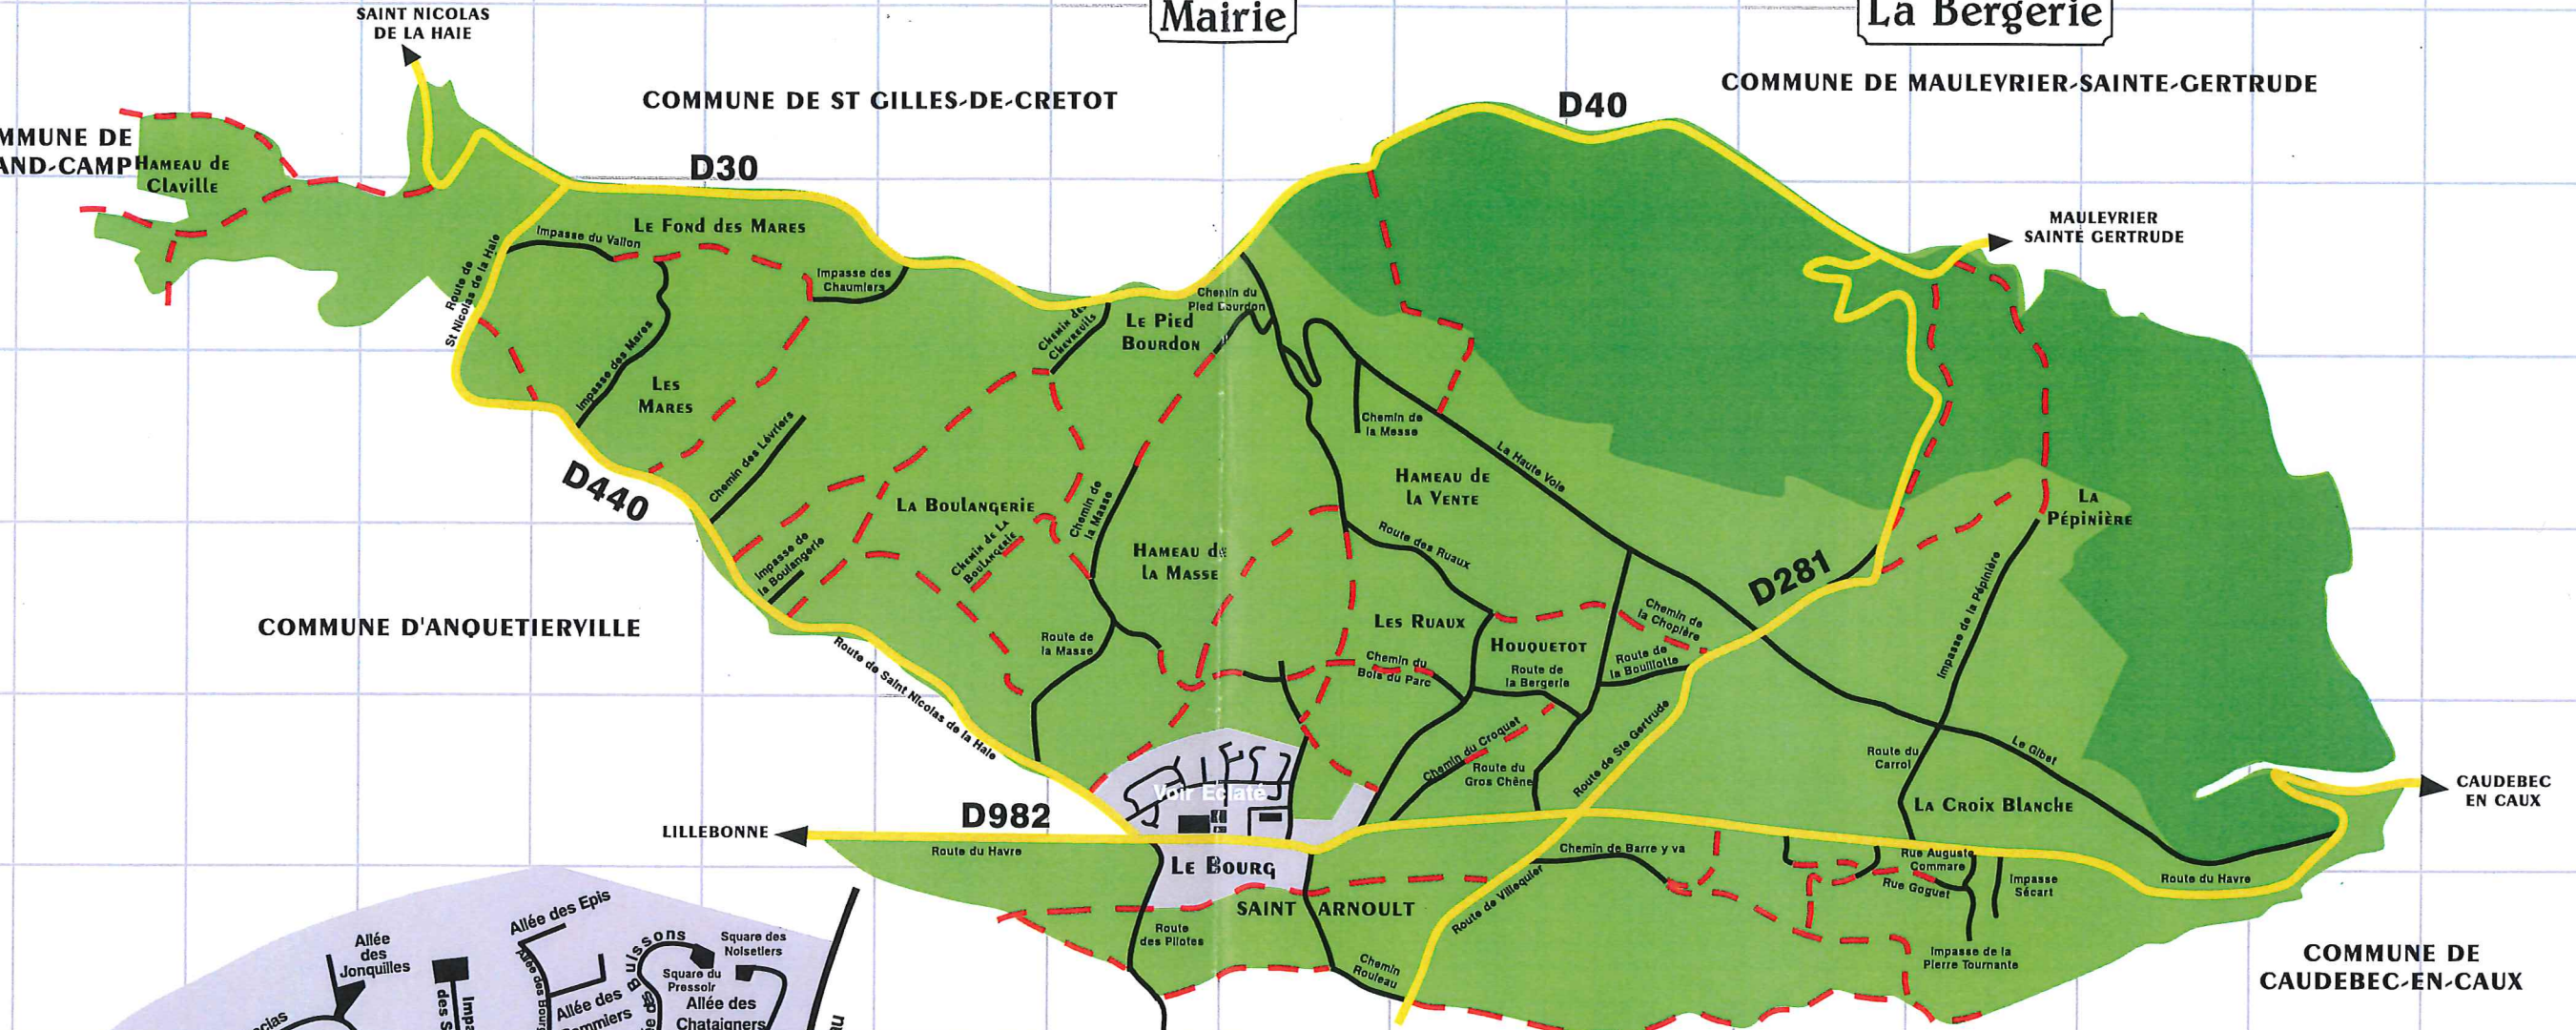 SAINT NICOLAS
DE LA HAIE
Mairie
La Bergerie
COMMUNE DE ST GILLES-DE-CRETOT
COMMUNE DE MAULEVRIER-SAINTE-GERTRUDE
D40
D30
HAMEAU de
Claville
MAULEVRIER
SAINTE GERTRUDE
Le Fond des Mares
Impasse du Vallon
Impasse des
Chaumiers
Route de
St Nicolas de la Haie
Chemin du
Pied Bourdon
Chemin des
Chevreuils
Le Pied
Bourdon
Impasse des Mares
Les
Mares
Chemin de
la Messe
Chemin des Lévriers
La Haute Voie
D440
Hameau de
la Vente
La Boulangerie
Chemin de
la Masse
Chemin de la
Boulangerie
La
Pépinière
Impasse de
la Boulangerie
Hameau de
la Masse
Route des Ruaux
D281
Impasse de la Pépinière
COMMUNE D'ANQUETIERVILLE
Les Ruaux
Chemin de
la Choplère
Route de
la Masse
Houquetot
Route de
la Bouillotte
Chemin du
Bois du Parc
Route de
la Bergerie
Route de Saint Nicolas de la Haie
Route de Ste Gertrude
Chemin du Croquet
Route du
Gros Chêne
Route du
Carrol
Le Gibet
Voir Eclaté
La Croix Blanche
CAUDEBEC
EN CAUX
D982
LILLEBONNE
Route du Havre
Le Bourg
Chemin de Barre y va
Rue Auguste
Commare
Rue Goguet
Impasse
Sécart
Route du Havre
SAINT ARNOULT
Route de Villequier
Route
des Pilotes
Chemin
Rouleau
Impasse de la
Pierre Tournante
COMMUNE DE
CAUDEBEC-EN-CAUX
Allée des Epis
Allée
des
Jonquilles
Buissons
Square des
Noisetiers
Square du
Pressoir
Allée des
Allée des
Chataigners